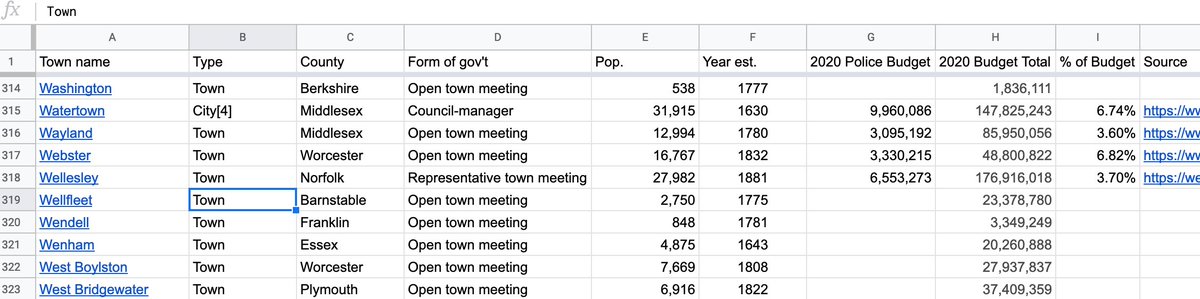 fx Town
A B C D E F G H I
1 Town name Type County Form of gov't Pop. Year est. 2020 Police Budget 2020 Budget Total % of Budget Source
314 Washington Town Berkshire Open town meeting 538 1777 1,836,111
315 Watertown City[4] Middlesex Council-manager 31,915 1630 9,960,086 147,825,243 6.74% https://ww
316 Wayland Town Middlesex Open town meeting 12,994 1780 3,095,192 85,950,056 3.60% https://ww
317 Webster Town Worcester Open town meeting 16,767 1832 3,330,215 48,800,822 6.82% https://ww
318 Wellesley Town Norfolk Representative town meeting 27,982 1881 6,553,273 176,916,018 3.70% https://we
319 Wellfleet Town Barnstable Open town meeting 2,750 1775 23,378,780
320 Wendell Town Franklin Open town meeting 848 1781 3,349,249
321 Wenham Town Essex Open town meeting 4,875 1643 20,260,888
322 West Boylston Town Worcester Open town meeting 7,669 1808 27,937,837
323 West Bridgewater Town Plymouth Open town meeting 6,916 1822 37,409,359